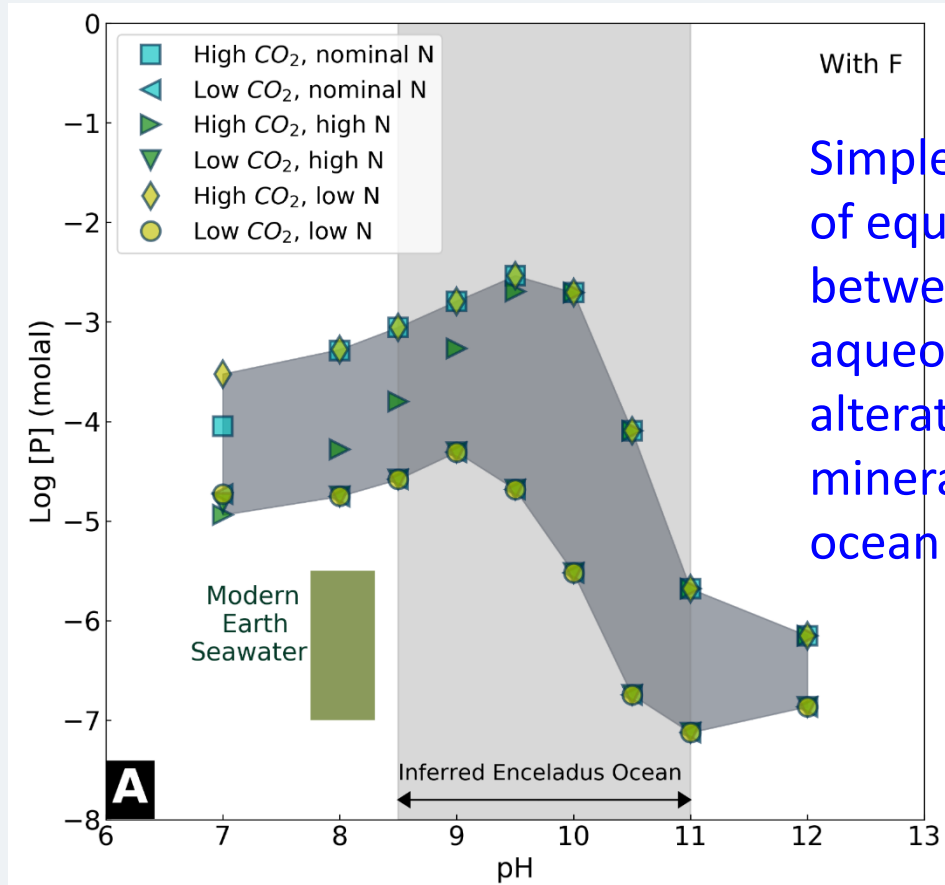 0
−1
−2
−3
−4
−5
−6
−7
−8
Log [P] (molal)
High CO₂, nominal N
Low CO₂, nominal N
High CO₂, high N
Low CO₂, high N
High CO₂, low N
Low CO₂, low N
With F
Modern
Earth
Seawater
Inferred Enceladus Ocean
A
6 7 8 9 10 11 12 13
pH
Simple
of equ
betwe
aqueo
alterat
minera
ocean